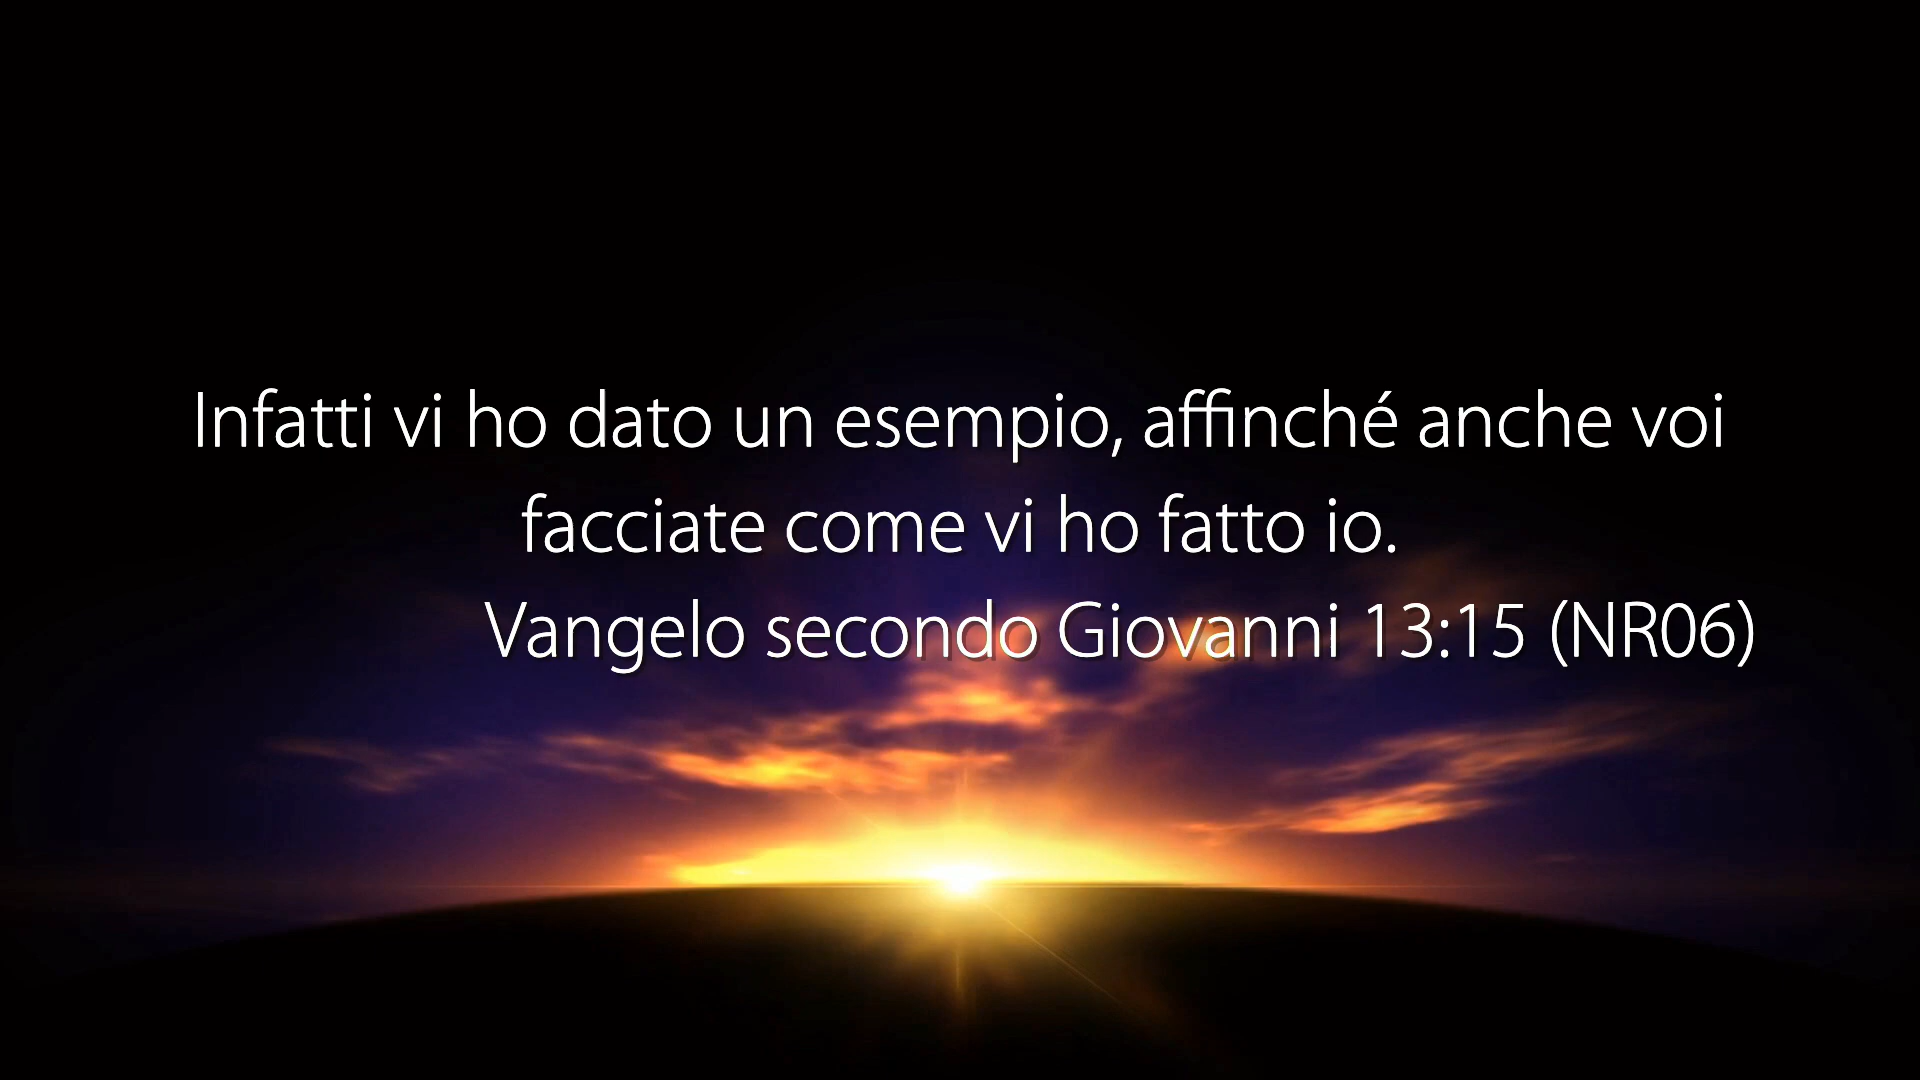 Infatti vi ho dato un esempio, affinché anche voi
facciate come vi ho fatto io.
Vangelo secondo Giovanni 13:15 (NR06)